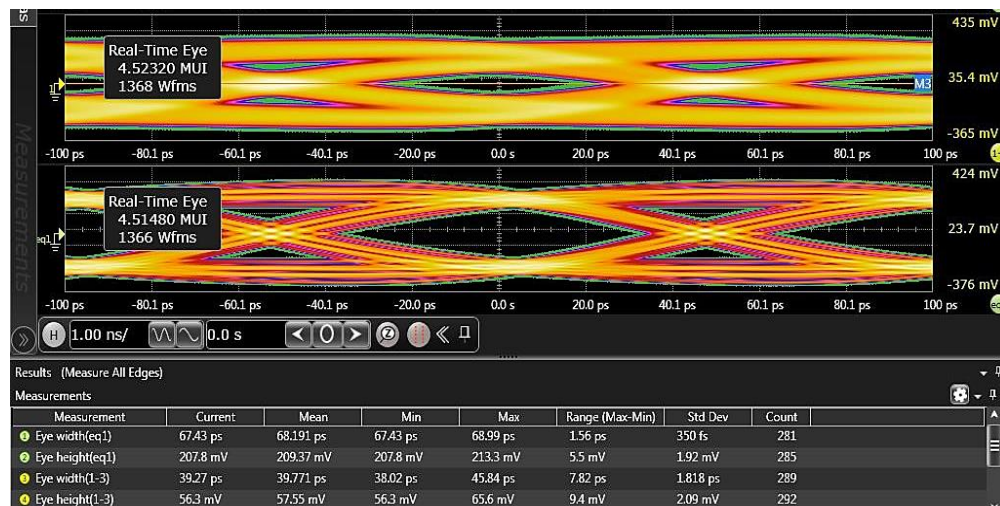 as
Measurements
435 mV
Real-Time Eye
4.52320 MUI
1368 Wfms
35.4 mV
M3
-365 mV
-100 ps -80.1 ps -60.1 ps -40.1 ps -20.0 ps 0.0 s 20.0 ps 40.1 ps 60.1 ps 80.1 ps 100 ps
424 mV
Real-Time Eye
4.51480 MUI
1366 Wfms
eq1
23.7 mV
-376 mV
-100 ps -80.1 ps -60.1 ps -40.1 ps -20.0 ps 0.0 s 20.0 ps 40.1 ps 60.1 ps 80.1 ps 100 ps
H 1.00 ns/ 0.0 s 0 Z
Results (Measure All Edges)
Measurements
Measurement Current Mean Min Max Range (Max-Min) Std Dev Count
1 Eye width(eq1) 67.43 ps 68.191 ps 67.43 ps 68.99 ps 1.56 ps 350 fs 281
2 Eye height(eq1) 207.8 mV 209.37 mV 207.8 mV 213.3 mV 5.5 mV 1.92 mV 285
3 Eye width(1-3) 39.27 ps 39.771 ps 38.02 ps 45.84 ps 7.82 ps 1.818 ps 289
4 Eye height(1-3) 56.3 mV 57.55 mV 56.3 mV 65.6 mV 9.4 mV 2.09 mV 292